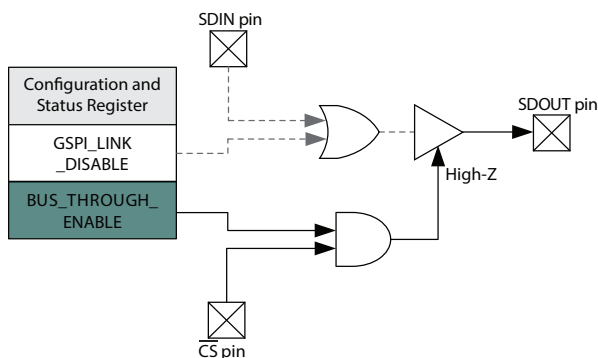 SDIN pin
Configuration and
Status Register
SDOUT pin
GSPI_LINK
_DISABLE
High-Z
BUS_THROUGH_
ENABLE
CS pin